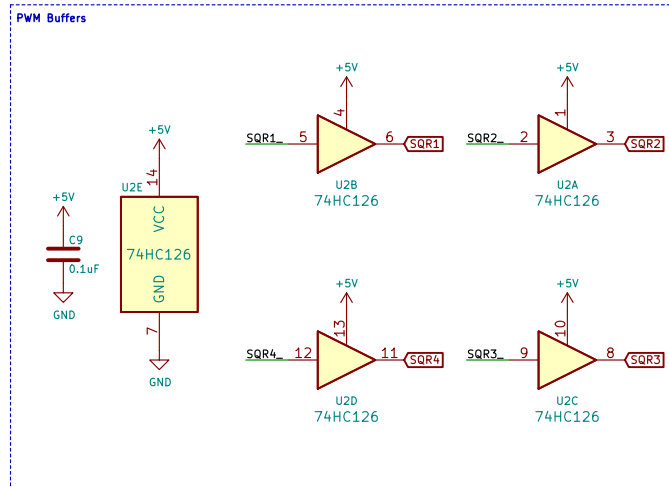 PWM Buffers
+5V
4
SQR1_ 5 6 SQR1
U2B
74HC126
+5V
1
SQR2_ 2 3 SQR2
U2A
74HC126
+5V
14
U2E
VCC
74HC126
GND
7
GND
+5V
C9
0.1uF
GND
+5V
13
SQR4_ 12 11 SQR4
U2D
74HC126
+5V
10
SQR3_ 9 8 SQR3
U2C
74HC126